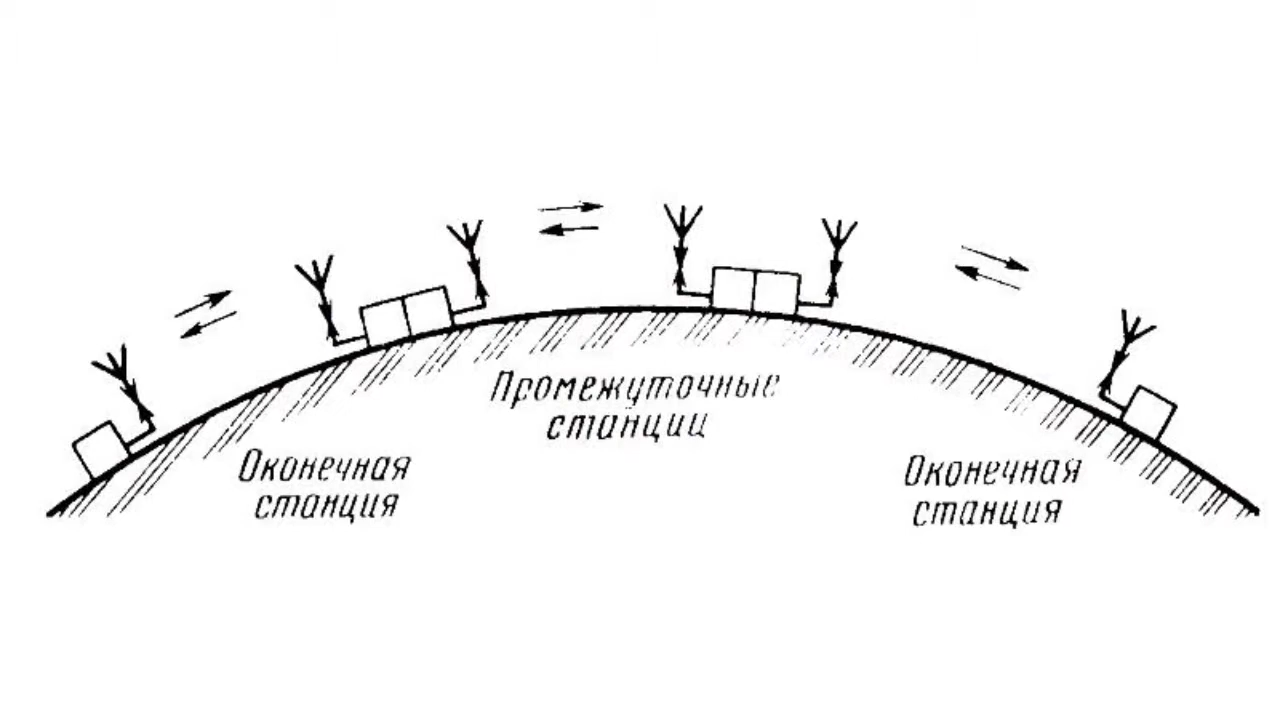 Промежуточные
станции
Оконечная
станция
Оконечная
станция